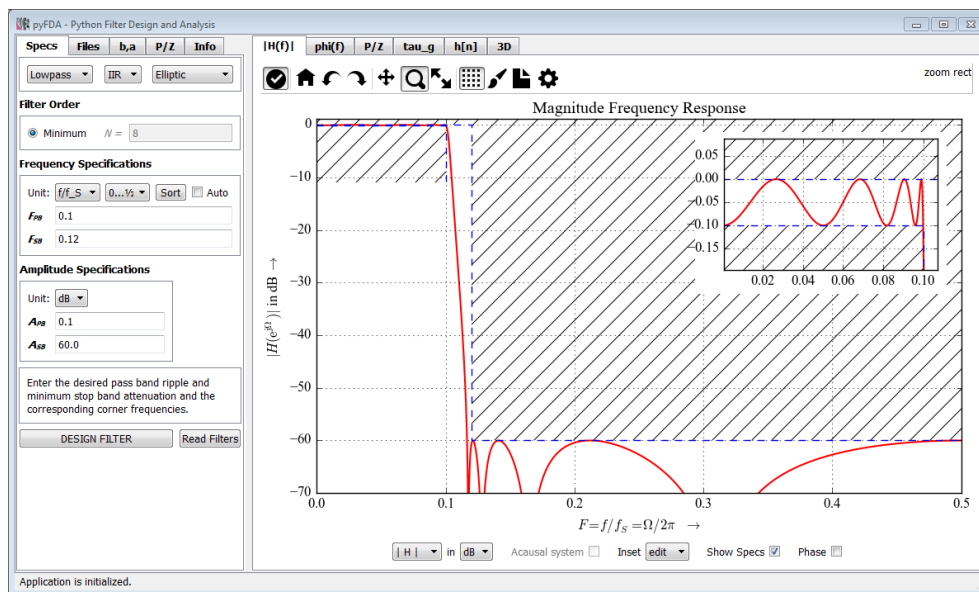 pyFDA - Python Filter Design and Analysis
Specs Files b,a P/Z Info
Lowpass IIR Elliptic
Filter Order
Minimum N = 8
Frequency Specifications
Unit: f/f_S 0...½ Sort Auto
F_PB 0.1
F_SB 0.12
Amplitude Specifications
Unit: dB
A_PB 0.1
A_SB 60.0
Enter the desired pass band ripple and
minimum stop band attenuation and the
corresponding corner frequencies.
DESIGN FILTER Read Filters
|H(f)| phi(f) P/Z tau_g h[n] 3D
zoom rect
Magnitude Frequency Response
0
−10
−20
−30
−40
−50
−60
−70
|H(e^jΩ)| in dB →
0.05
0.00
−0.05
−0.10
−0.15
0.02 0.04 0.06 0.08 0.10
0.0 0.1 0.2 0.3 0.4 0.5
F = f/f_S = Ω/2π →
| H | in dB Acausal system Inset edit Show Specs Phase
Application is initialized.